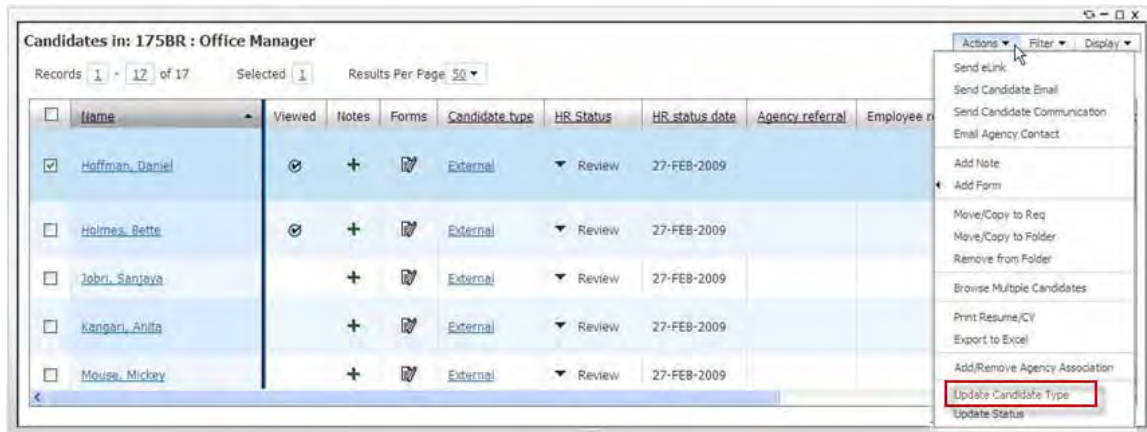 Candidates in: 175BR : Office Manager
Actions Filter Display
Records 1 - 17 of 17 Selected 1 Results Per Page 50
Name Viewed Notes Forms Candidate type HR Status HR status date Agency referral Employee r
Hoffman, Daniel External Review 27-FEB-2009
Holmes, Bette External Review 27-FEB-2009
Jobri, Sanjaya External Review 27-FEB-2009
Kangari, Anita External Review 27-FEB-2009
Mouse, Mickey External Review 27-FEB-2009
Send eLink
Send Candidate Email
Send Candidate Communication
Email Agency Contact
Add Note
Add Form
Move/Copy to Req
Move/Copy to Folder
Remove from Folder
Browse Multiple Candidates
Print Resume/CV
Export to Excel
Add/Remove Agency Association
Update Candidate Type
Update Status